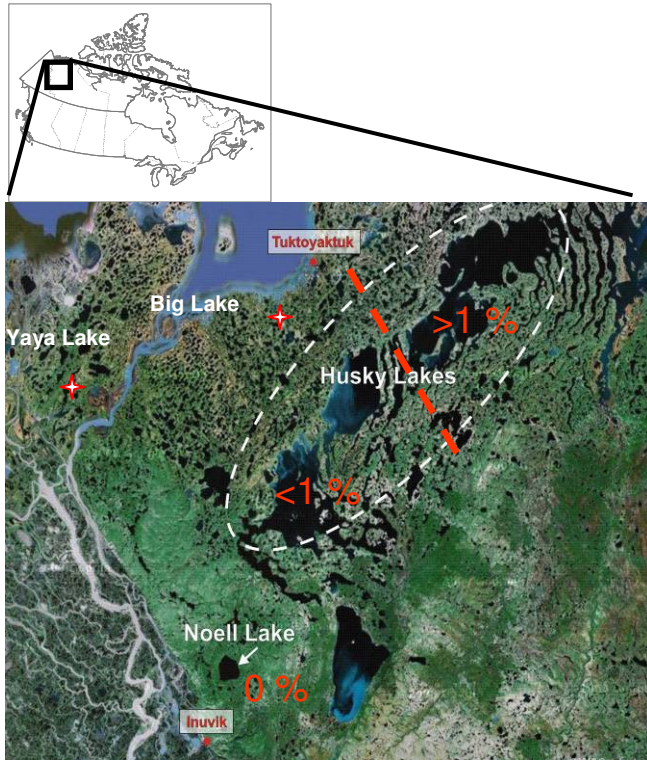 Tuktoyaktuk
Big Lake
Yaya Lake
>1 %
Husky Lakes
<1 %
Noell Lake
0 %
Inuvik